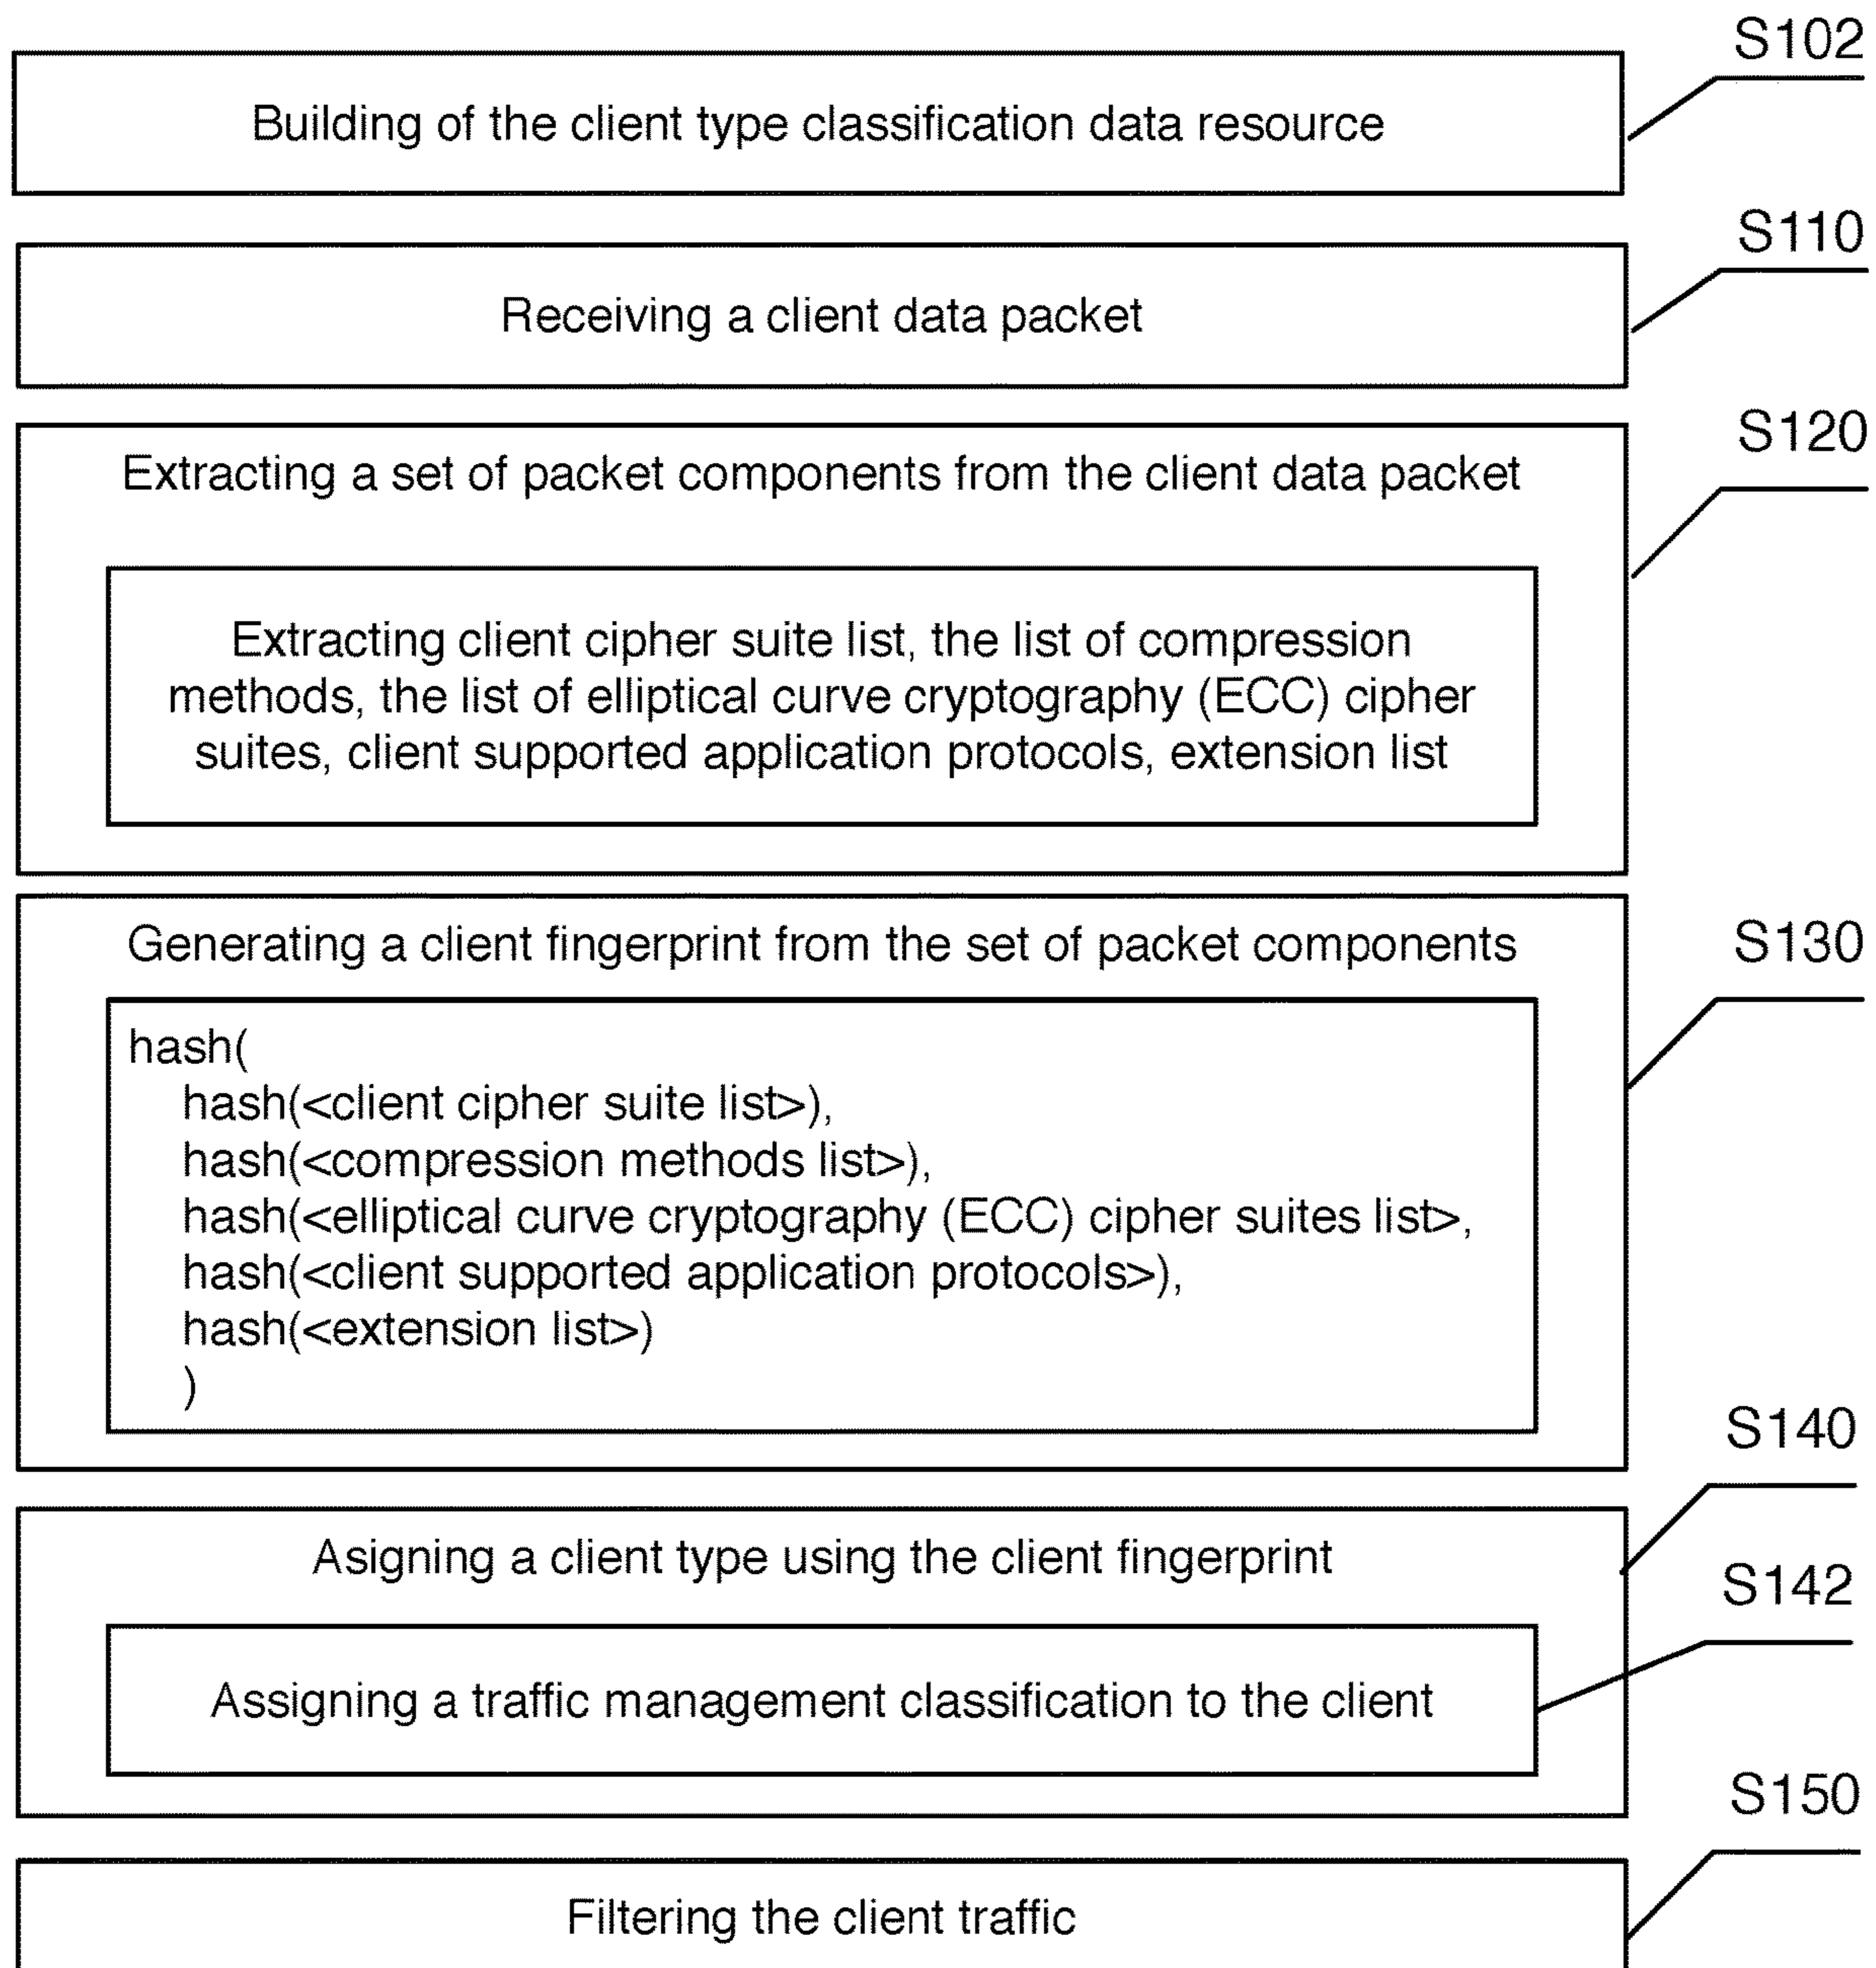 S102
Building of the client type classification data resource
S110
Receiving a client data packet
S120
Extracting a set of packet components from the client data packet
Extracting client cipher suite list, the list of compression
methods, the list of elliptical curve cryptography (ECC) cipher
suites, client supported application protocols, extension list
S130
Generating a client fingerprint from the set of packet components
hash(
hash(<client cipher suite list>),
hash(<compression methods list>),
hash(<elliptical curve cryptography (ECC) cipher suites list>,
hash(<client supported application protocols>),
hash(<extension list>)
)
S140
Asigning a client type using the client fingerprint
S142
Assigning a traffic management classification to the client
S150
Filtering the client traffic